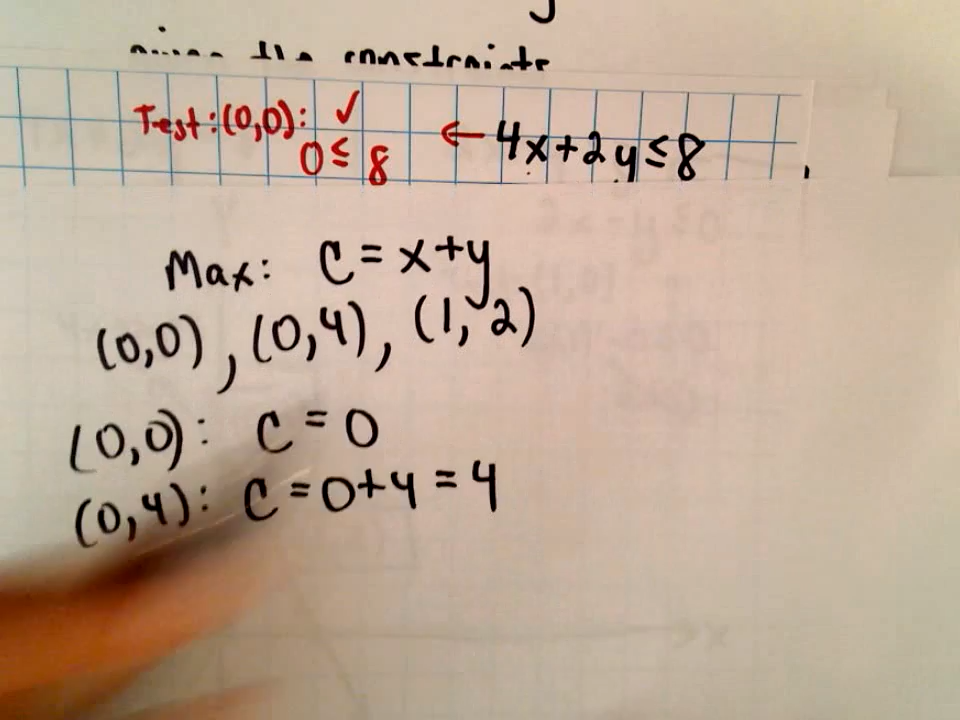 Test:(0,0): ✓
0 ≤ 8
← 4x+2y≤8
Max: C = x+y
(0,0), (0,4), (1,2)
(0,0): C = 0
(0,4): C = 0+4 = 4